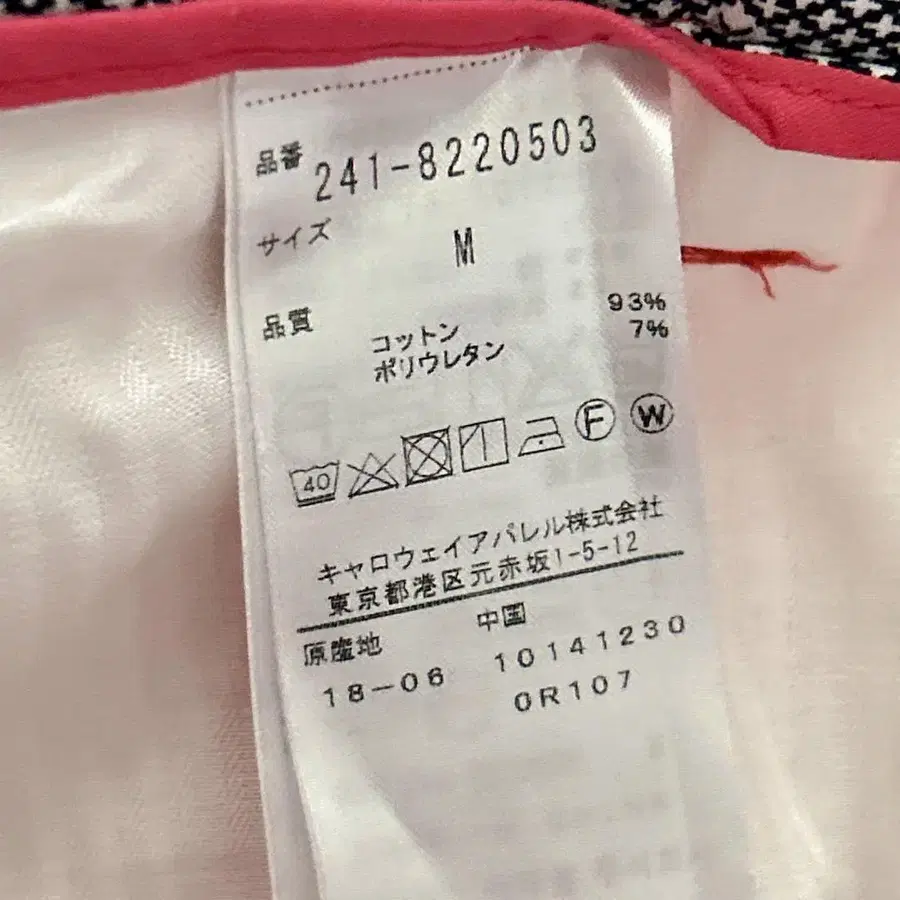 品番 241-8220503
サイズ M
品質
コットン 93%
ポリウレタン 7%
40 F W
キャロウェイアパレル株式会社
東京都港区元赤坂1-5-12
原産地 中国
18-06 10141230
0R107